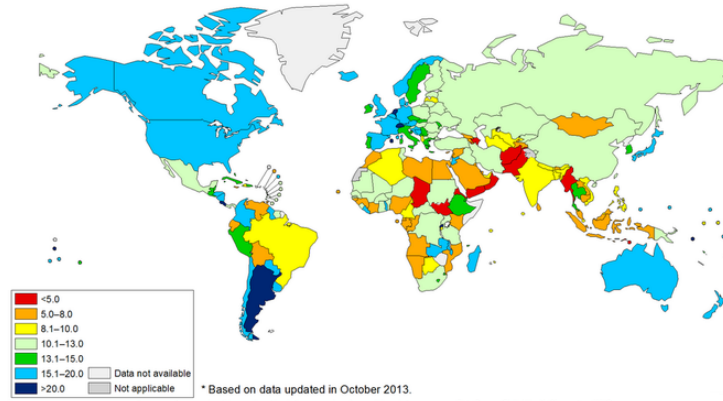 <5.0
5.0–8.0
8.1–10.0
10.1–13.0
13.1–15.0
15.1–20.0
>20.0
Data not available
Not applicable
* Based on data updated in October 2013.